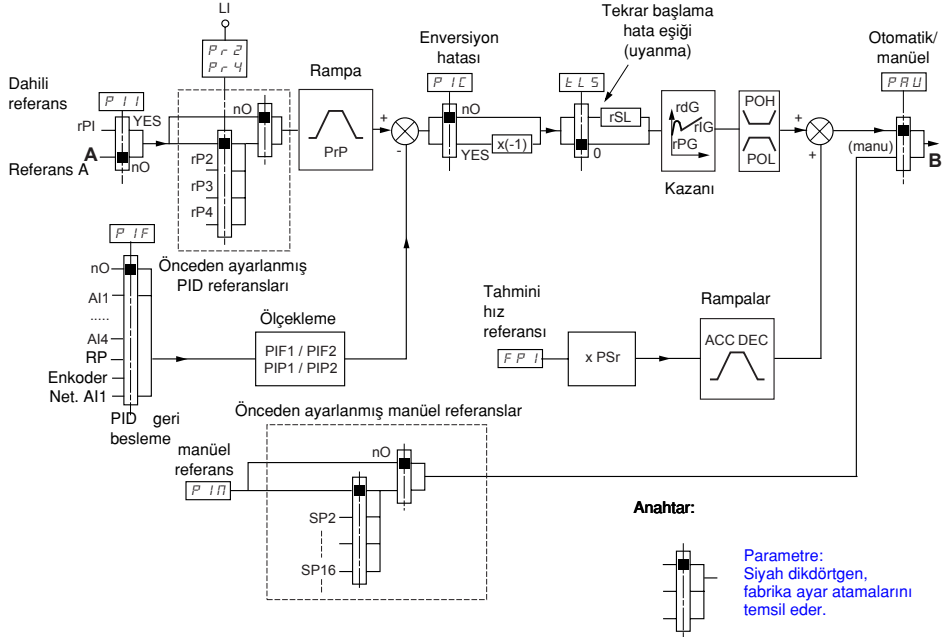 LI
Pr2
Pr4
Tekrar başlama
hata eşiği
(uyanma)
Enversiyon
hatası
Otomatik/
manüel
Rampa
Dahili
referans
PII
PIC
tLS
PAU
YES
nO
nO
rSL
rdG
rIG
rPG
POH
POL
rPI
A
Referans A
nO
PrP
+
-
YES
x(-1)
0
+
+
(manu)
B
rP2
rP3
rP4
Kazanı
PIF
Önceden ayarlanmış
PID referansları
nO
AI1
.....
AI4
RP
Enkoder
Net. AI1
PID geri
besleme
Ölçekleme
PIF1 / PIF2
PIP1 / PIP2
Tahmini
hız
referansı
FPI
x PSr
Rampalar
ACC DEC
Önceden ayarlanmış manüel referanslar
manüel
referans
PIM
nO
SP2
SP16
Anahtar:
Parametre:
Siyah dikdörtgen,
fabrika ayar atamalarını
temsil eder.